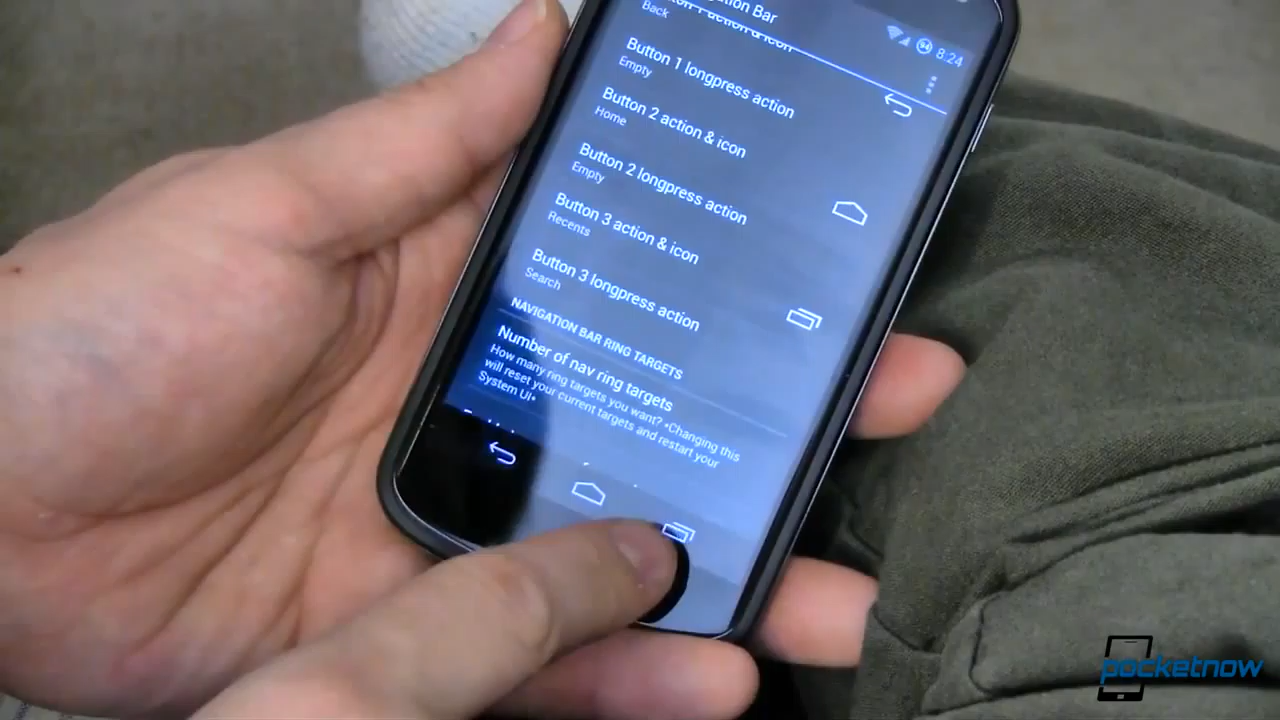 Navigation Bar
8:24
94
Button 1 action & icon
Back
Button 1 longpress action
Empty
Button 2 action & icon
Home
Button 2 longpress action
Empty
Button 3 action & icon
Recents
Button 3 longpress action
Search
NAVIGATION BAR RING TARGETS
Number of nav ring targets
How many ring targets you want? *Changing this
will reset your current targets and restart your
System UI*
pocketnow